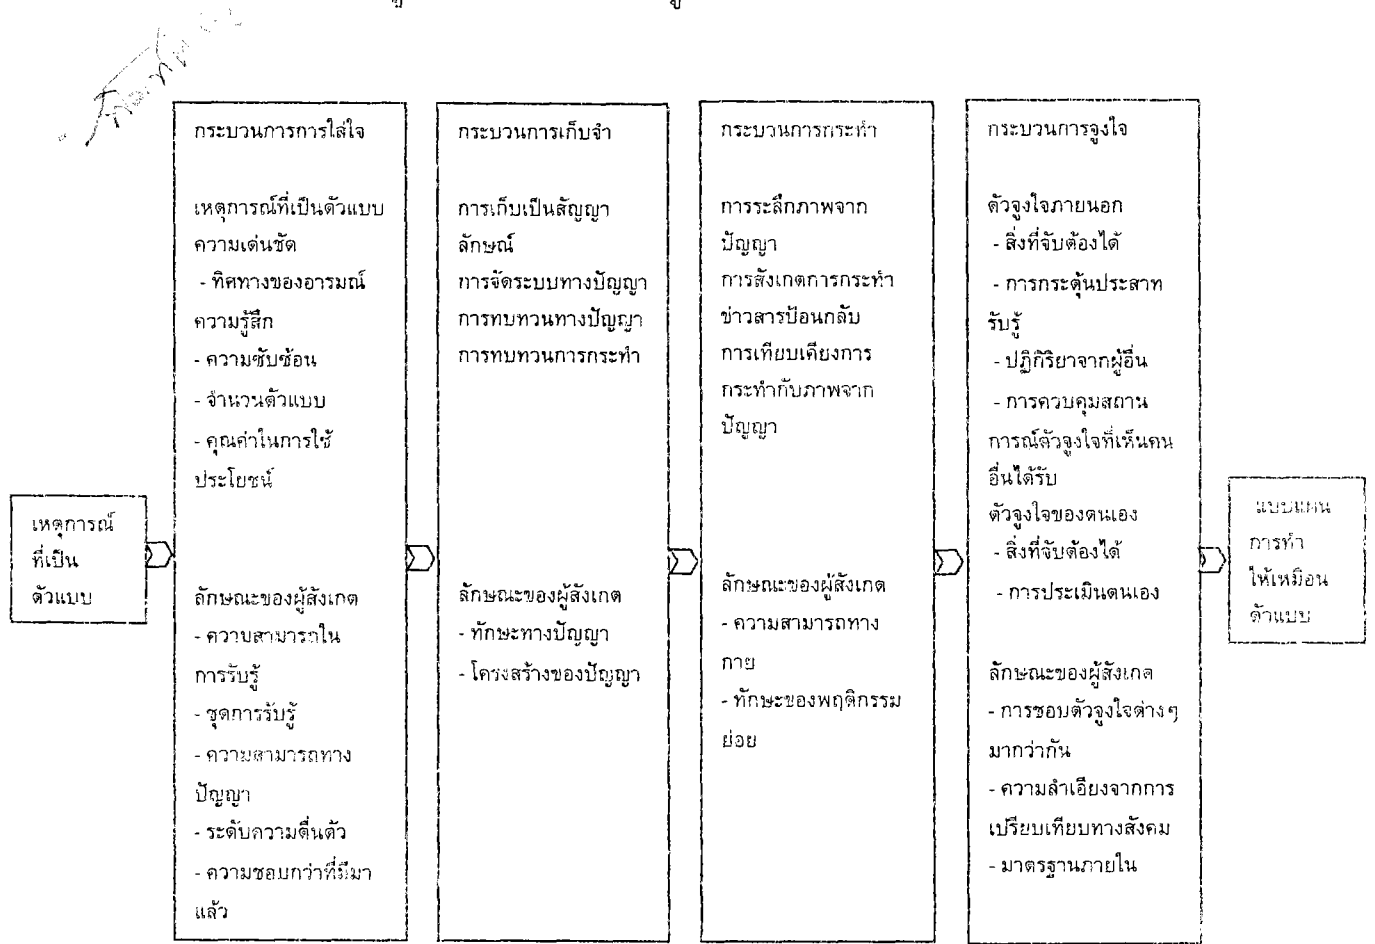 เหตุการณ์
ที่เป็น
ตัวแบบ
กระบวนการการใส่ใจ
เหตุการณ์ที่เป็นตัวแบบ
ความเด่นชัด
- ทิศทางของอารมณ์
ความรู้สึก
- ความซับซ้อน
- จำนวนตัวแบบ
- คุณค่าในการใช้
ประโยชน์
ลักษณะของผู้สังเกต
- ความสามารถใน
การรับรู้
- ชุดการรับรู้
- ความสามารถทาง
ปัญญา
- ระดับความตื่นตัว
- ความชอบกว่าที่มีมา
แล้ว
กระบวนการเก็บจำ
การเก็บเป็นสัญญา
ลักษณ์
การจัดระบบทางปัญญา
การทบทวนทางปัญญา
การทบทวนการกระทำ
ลักษณะของผู้สังเกต
- ทักษะทางปัญญา
- โครงสร้างของปัญญา
กระบวนการกระทำ
การระลึกภาพจาก
ปัญญา
การสังเกตการกระทำ
ข่าวสารป้อนกลับ
การเทียบเคียงการ
กระทำกับภาพจาก
ปัญญา
ลักษณะของผู้สังเกต
- ความสามารถทาง
กาย
- ทักษะของพฤติกรรม
ย่อย
กระบวนการจูงใจ
ตัวจูงใจภายนอก
- สิ่งที่จับต้องได้
- การกระตุ้นประสาท
รับรู้
- ปฏิกิริยาจากผู้อื่น
- การควบคุมสถาน
การณ์ตัวจูงใจที่เห็นคน
อื่นได้รับ
ตัวจูงใจของตนเอง
- สิ่งที่จับต้องได้
- การประเมินตนเอง
ลักษณะของผู้สังเกต
- การชอบตัวจูงใจต่างๆ
มากว่ากัน
- ความลำเอียงจากการ
เปรียบเทียบทางสังคม
- มาตรฐานภายใน
แบบแผน
การทำ
ให้เหมือน
ตัวแบบ